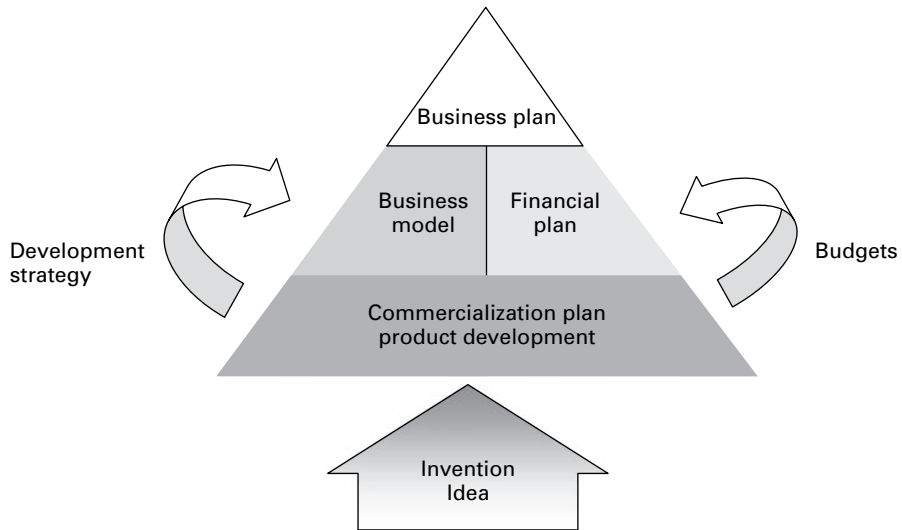 Business plan
Business
model
Financial
plan
Development
strategy
Budgets
Commercialization plan
product development
Invention
Idea